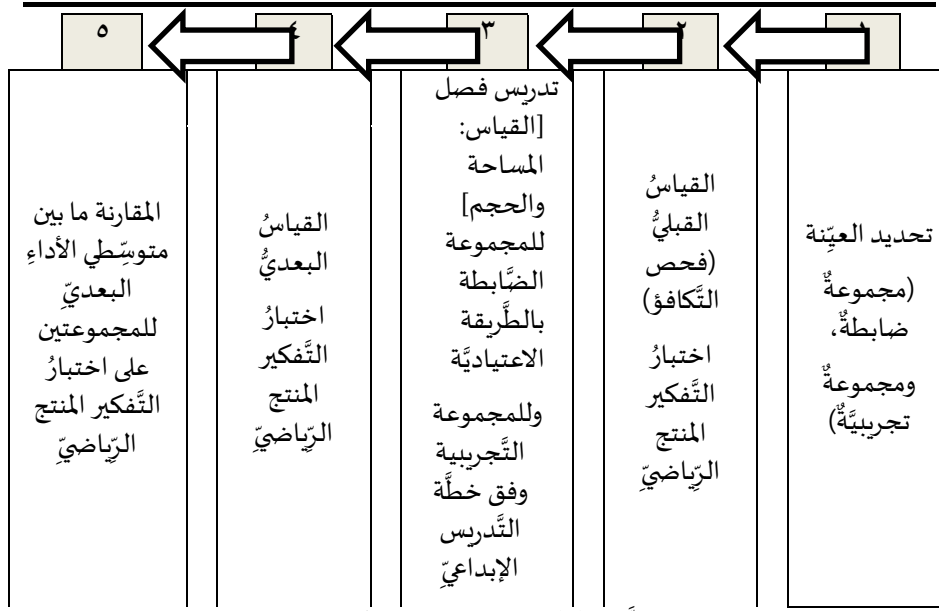 ١
٢
٣
٤
٥
تحديد العيّنة
(مجموعةٌ
ضابطةٌ،
ومجموعةٌ
تجريبيَّةٌ)
القياسُ
القبليُّ
(فحص
التَّكافؤ)
اختبارُ
التَّفكير
المنتج
الرّياضيّ
تدريس فصل
[القياس:
المساحة
والحجم]
للمجموعة
الضَّابطة
بالطَّريقة
الاعتياديَّة
وللمجموعة
التَّجريبية
وفق خطَّة
التَّدريس
الإبداعيّ
القياسُ
البعديُّ
اختبارُ
التَّفكير
المنتج
الرّياضيّ
المقارنة ما بين
متوسّطي الأداءِ
البعديّ
للمجموعتين
على اختبارُ
التَّفكير المنتج
الرّياضيّ